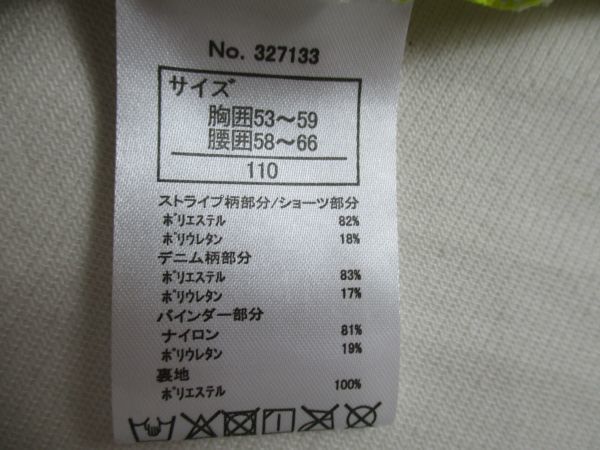 No. 327133
サイズ
胸囲53～59
腰囲58～66
110
ストライプ柄部分/ショーツ部分
ポリエステル 82%
ポリウレタン 18%
デニム柄部分
ポリエステル 83%
ポリウレタン 17%
バインダー部分
ナイロン 81%
ポリウレタン 19%
裏地
ポリエステル 100%